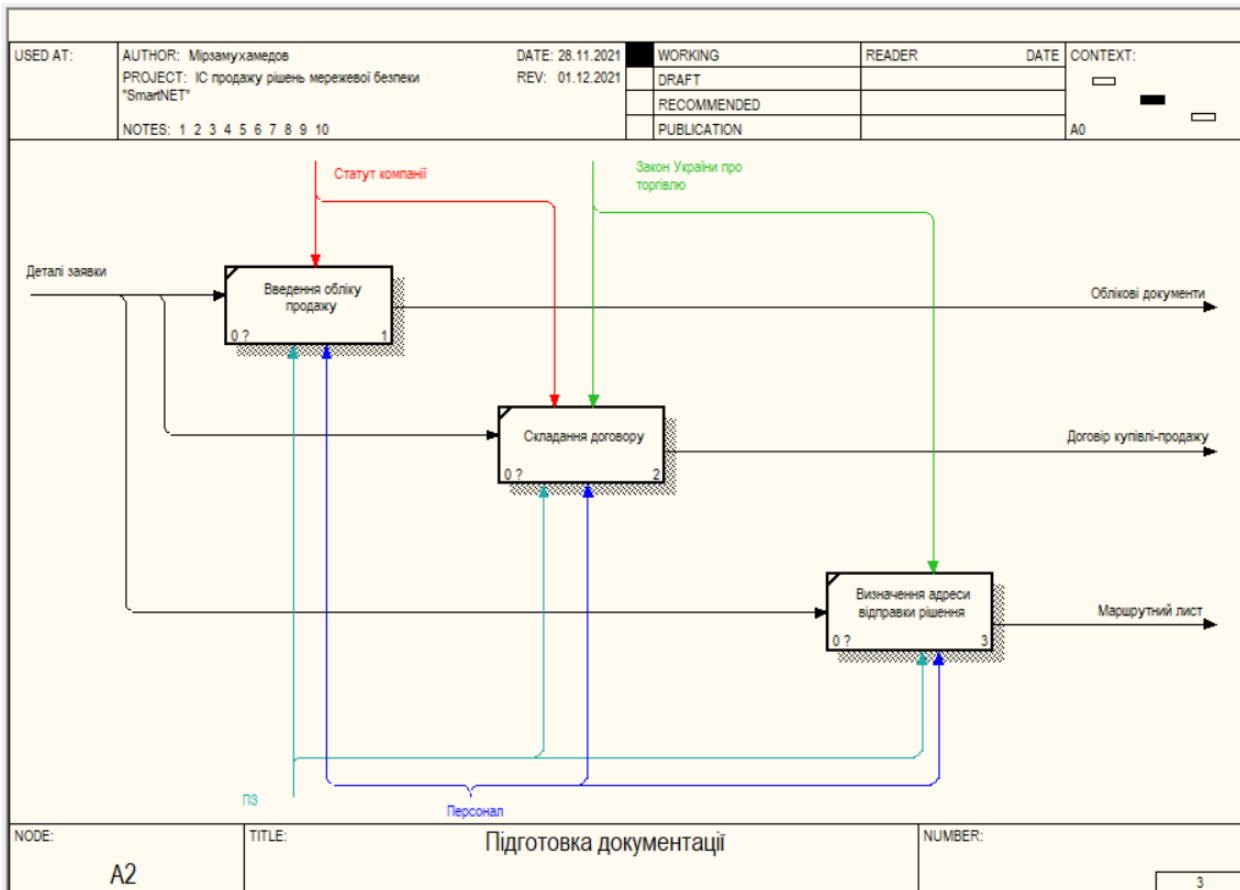 USED AT:
AUTHOR: Мірзамухамедов
DATE: 28.11.2021
PROJECT: ІС продажу рішень мережевої безпеки
"SmartNET"
REV: 01.12.2021
NOTES: 1 2 3 4 5 6 7 8 9 10
WORKING
DRAFT
RECOMMENDED
PUBLICATION
READER
DATE
CONTEXT:
A0
Статут компанії
Закон України про
торгівлю
Деталі заявки
Введення обліку
продажу
0 ?
1
Облікові документи
Складання договору
0 ?
2
Договір купівлі-продажу
Визначення адреси
відправки рішення
0 ?
3
Маршрутний лист
ПЗ
Персонал
NODE:
A2
TITLE:
Підготовка документації
NUMBER:
3